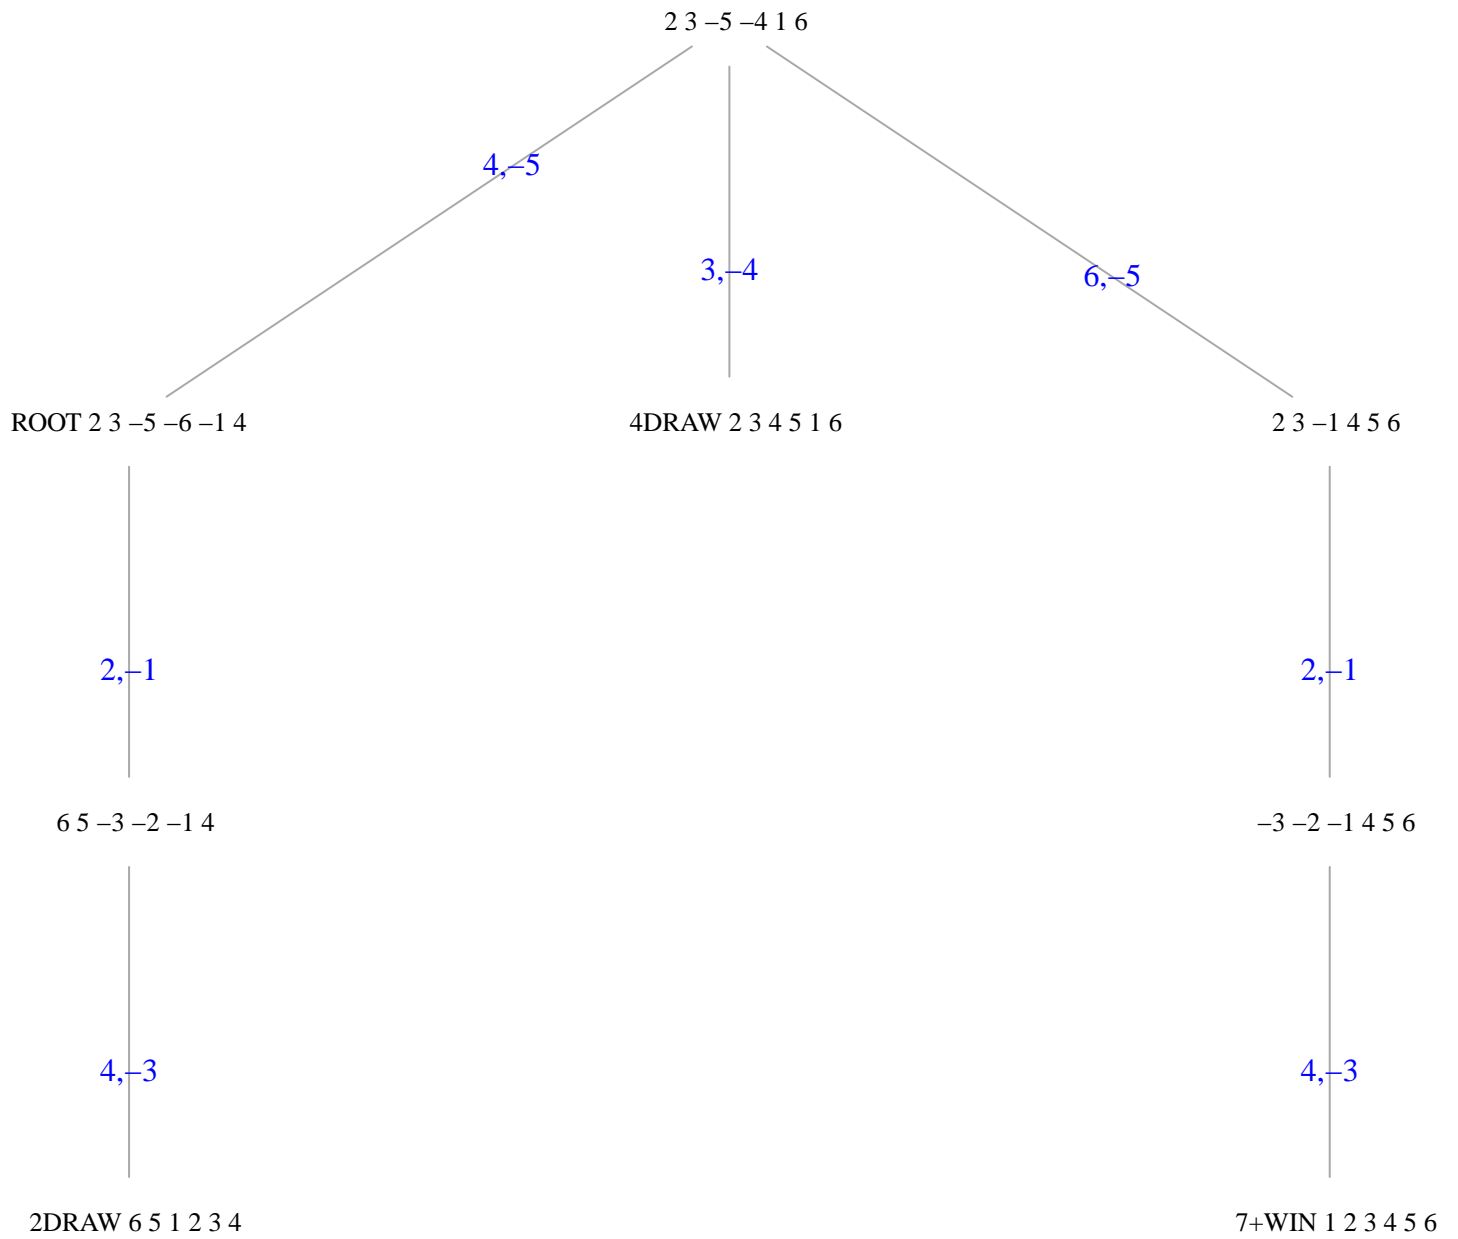 2 3 –5 –4 1 6
4,–5
3,–4
6,–5
ROOT 2 3 –5 –6 –1 4
4DRAW 2 3 4 5 1 6
2 3 –1 4 5 6
2,–1
2,–1
6 5 –3 –2 –1 4
–3 –2 –1 4 5 6
4,–3
4,–3
2DRAW 6 5 1 2 3 4
7+WIN 1 2 3 4 5 6